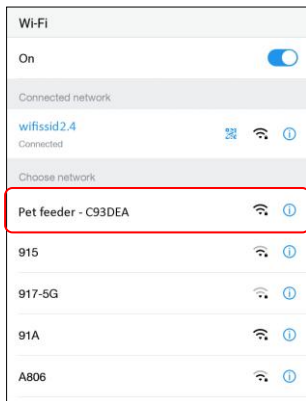 Wi-Fi
On
Connected network
wifissid2.4
Connected
Choose network
Pet feeder - C93DEA
915
917-5G
91A
A806